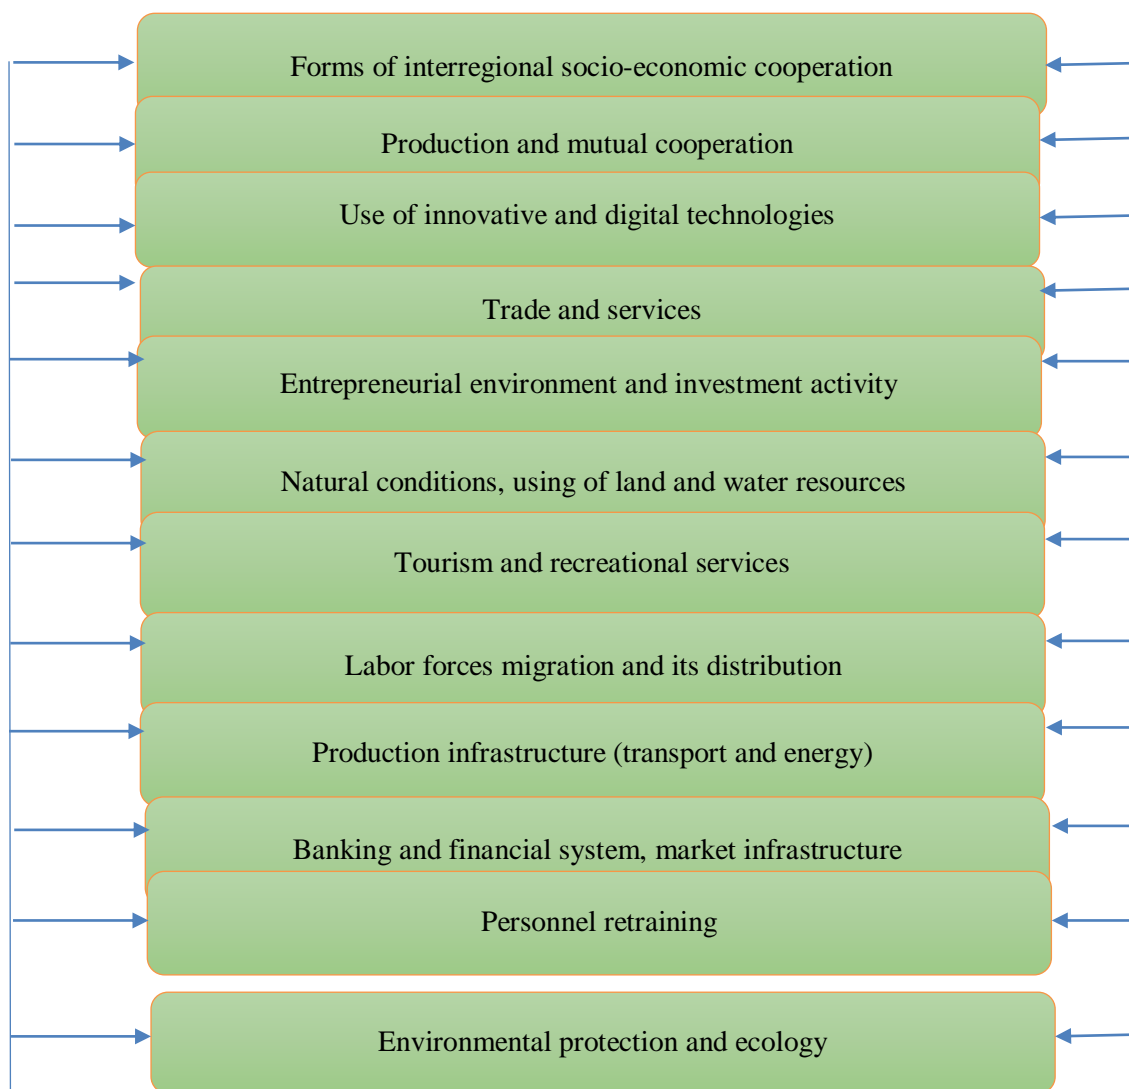 Forms of interregional socio-economic cooperation
Production and mutual cooperation
Use of innovative and digital technologies
Trade and services
Entrepreneurial environment and investment activity
Natural conditions, using of land and water resources
Tourism and recreational services
Labor forces migration and its distribution
Production infrastructure (transport and energy)
Banking and financial system, market infrastructure
Personnel retraining
Environmental protection and ecology